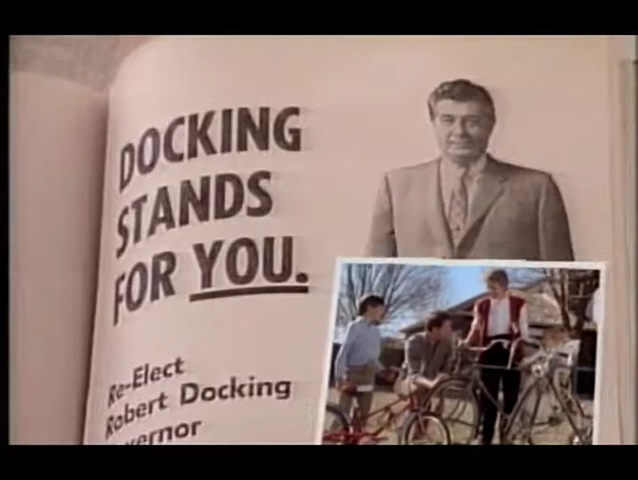 DOCKING
STANDS
FOR YOU.
Re-Elect
Robert Docking